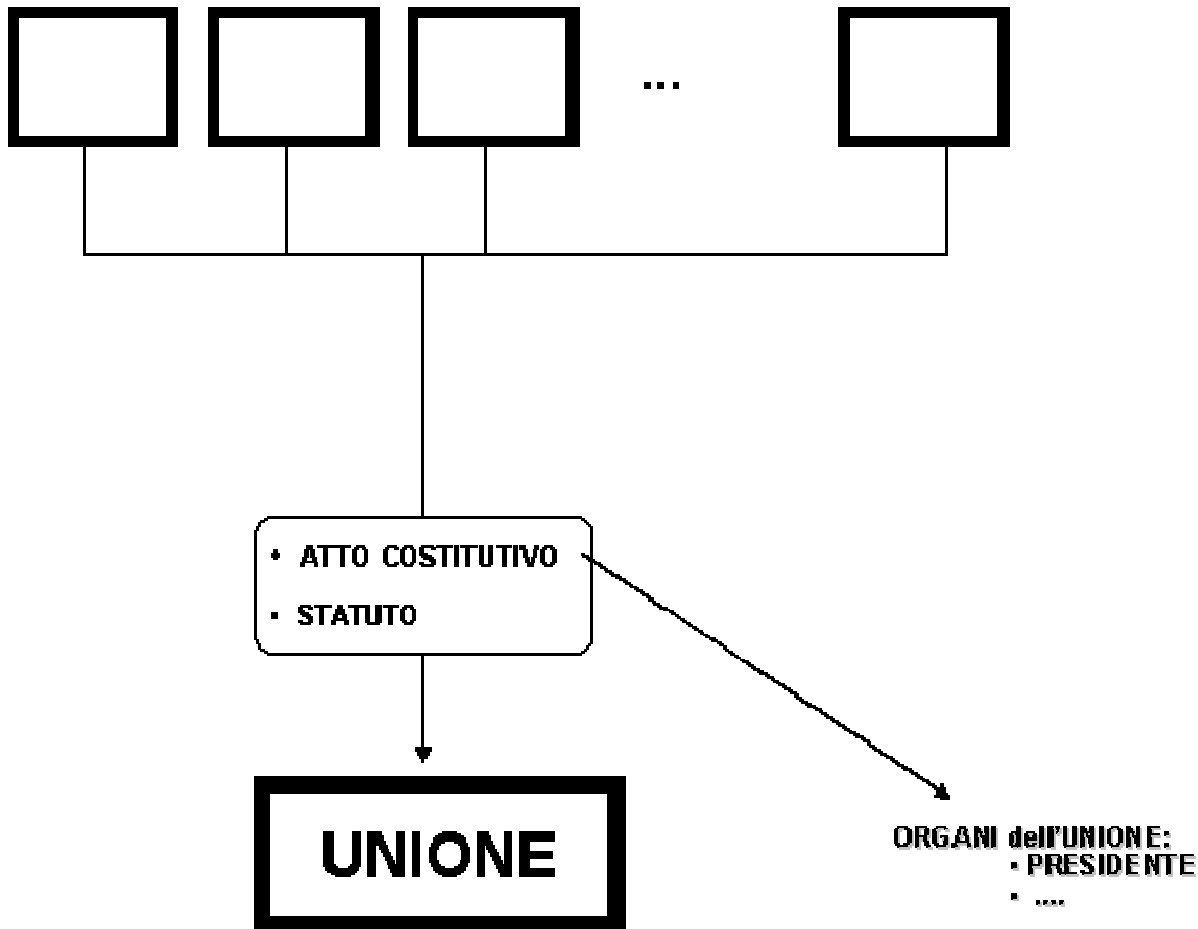 ...
• ATTO COSTITUTIVO
• STATUTO
UNIONE
ORGANI dell'UNIONE:
• PRESIDENTE
• ....